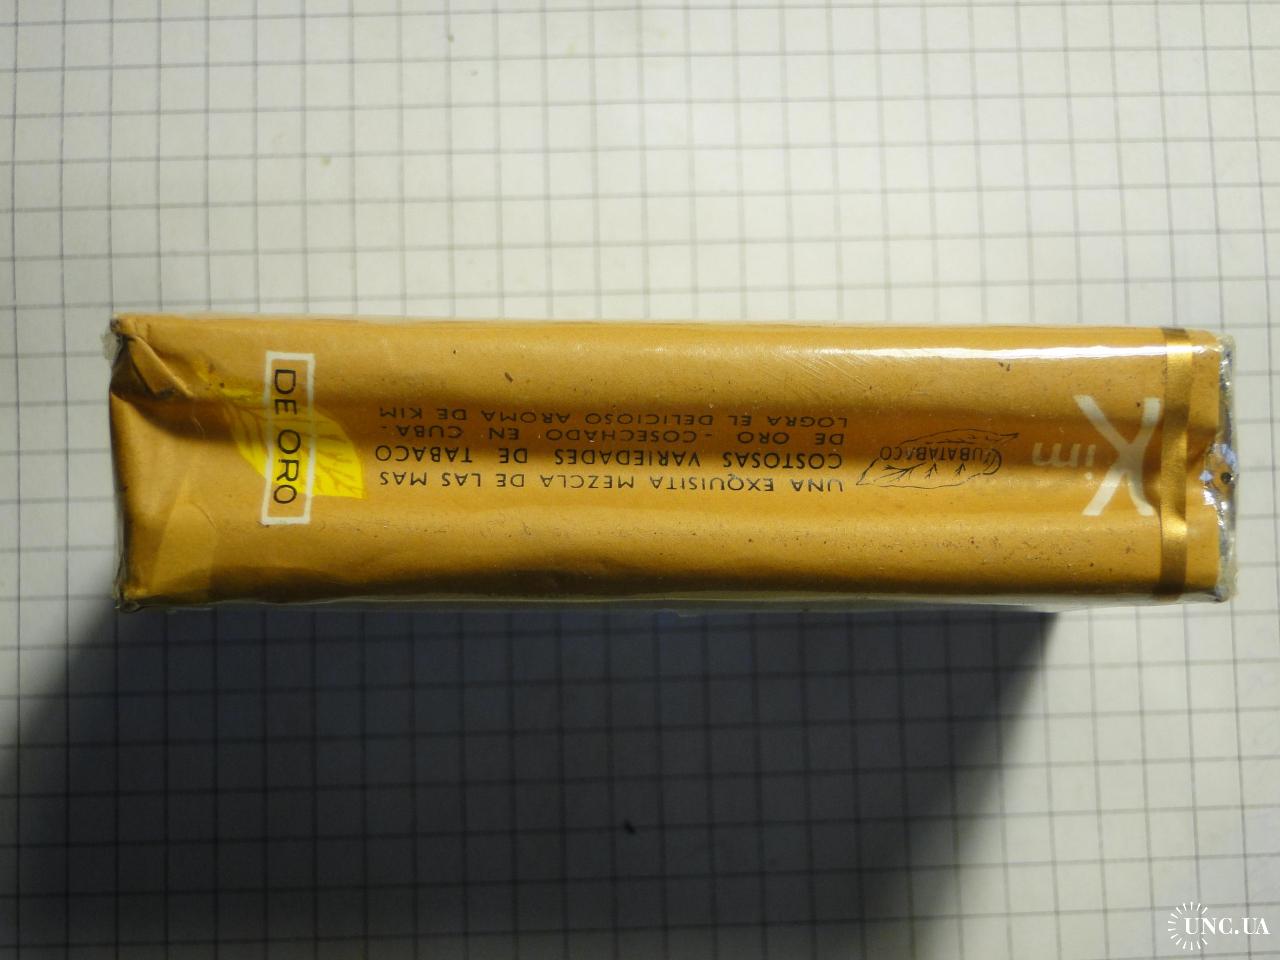 Kim
CUBATABACO
UNA EXQUISITA MEZCLA DE LAS MAS
COSTOSAS VARIEDADES DE TABACO
DE ORO - COSECHADO EN CUBA -
LOGRA EL DELICIOSO AROMA DE KIM
DE ORO
UNC.UA